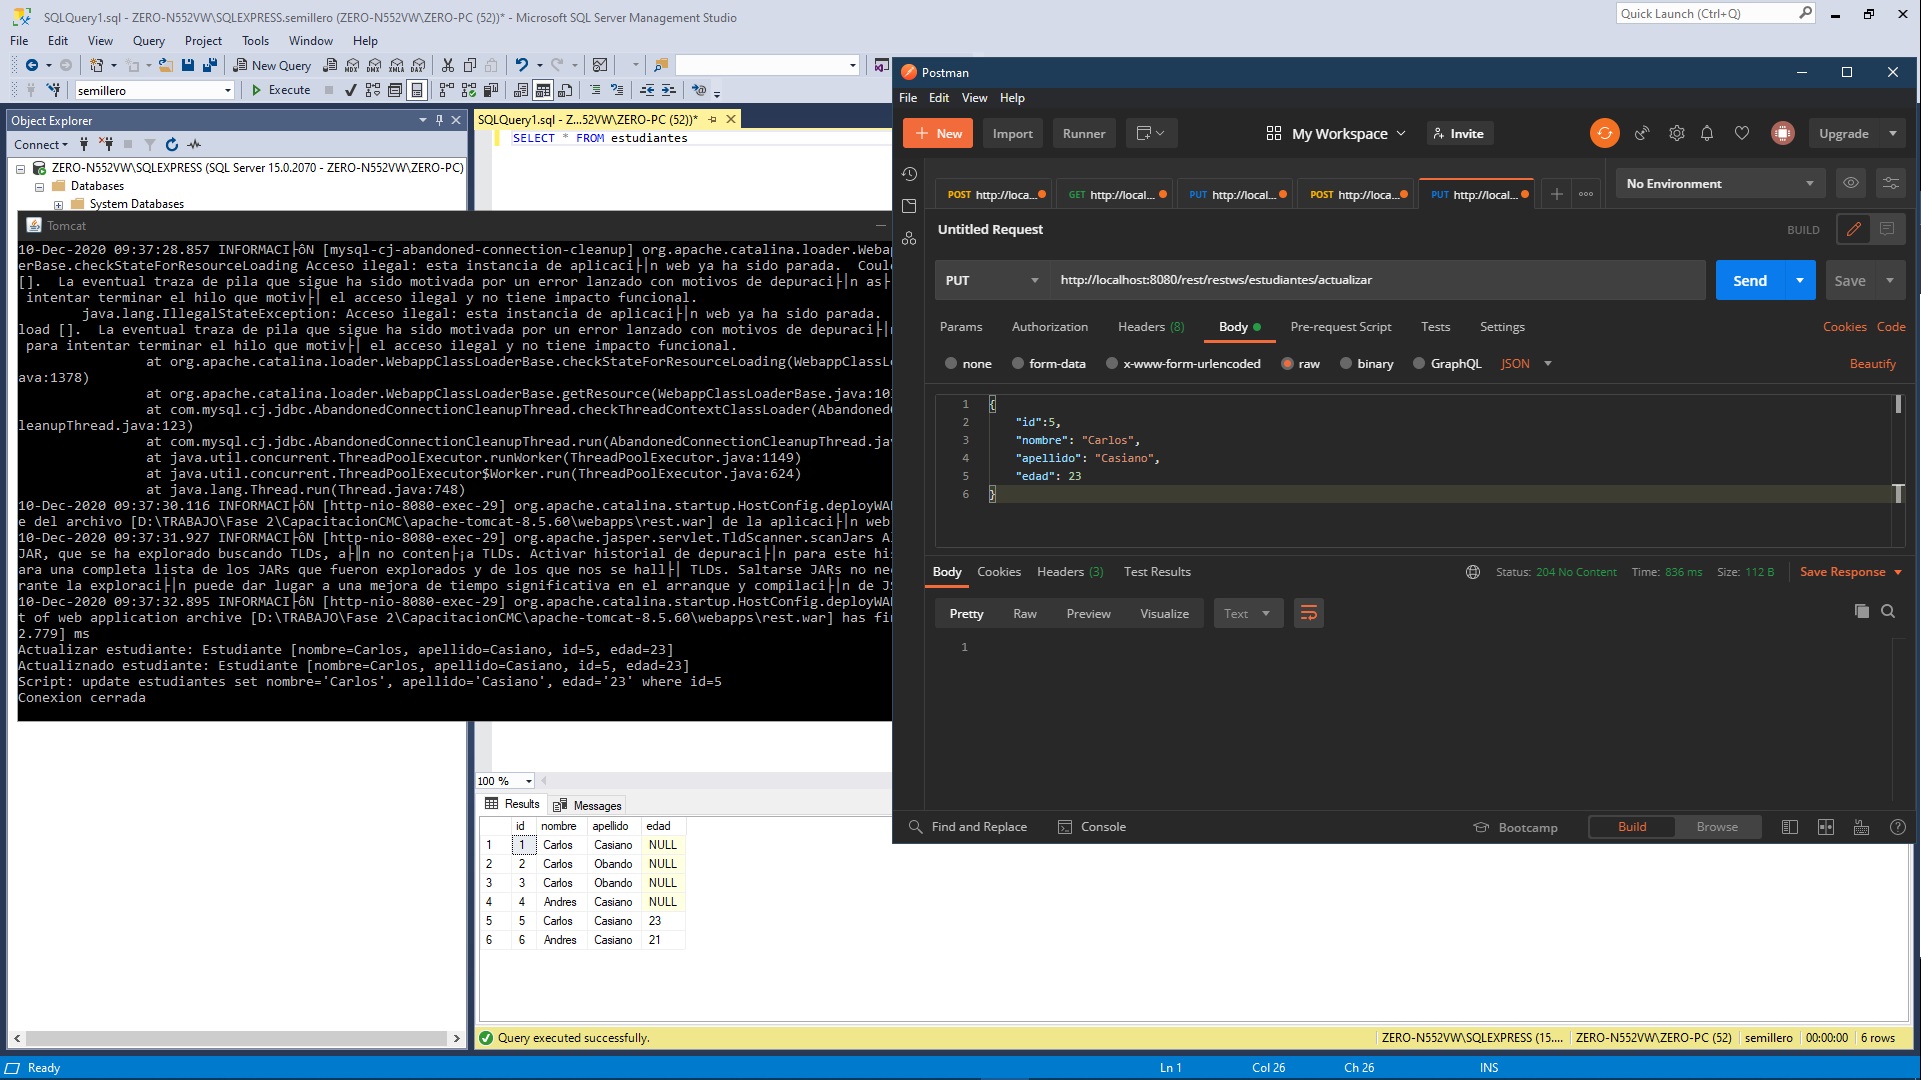 SQLQuery1.sql - ZERO-N552VW\SQLEXPRESS.semillero (ZERO-N552VW\ZERO-PC (52))* - Microsoft SQL Server Management Studio
Quick Launch (Ctrl+Q)
File Edit View Query Project Tools Window Help
New Query
MDX DMX XMLA DAX
semillero
Execute
Object Explorer
Connect
ZERO-N552VW\SQLEXPRESS (SQL Server 15.0.2070 - ZERO-N552VW\ZERO-PC)
Databases
System Databases
SQLQuery1.sql - Z...52VW\ZERO-PC (52))*
SELECT * FROM estudiantes
Tomcat
10-Dec-2020 09:37:28.857 INFORMACI├ôN [mysql-cj-abandoned-connection-cleanup] org.apache.catalina.loader.Weba
erBase.checkStateForResourceLoading Acceso ilegal: esta instancia de aplicaci├│n web ya ha sido parada.  Coul
[].  La eventual traza de pila que sigue ha sido motivada por un error lanzado con motivos de depuraci├│n as├
intentar terminar el hilo que motiv├│ el acceso ilegal y no tiene impacto funcional.
java.lang.IllegalStateException: Acceso ilegal: esta instancia de aplicaci├│n web ya ha sido parada.
load [].  La eventual traza de pila que sigue ha sido motivada por un error lanzado con motivos de depuraci├│
para intentar terminar el hilo que motiv├│ el acceso ilegal y no tiene impacto funcional.
at org.apache.catalina.loader.WebappClassLoaderBase.checkStateForResourceLoading(WebappClassL
ava:1378)
at org.apache.catalina.loader.WebappClassLoaderBase.getResource(WebappClassLoaderBase.java:10
at com.mysql.cj.jdbc.AbandonedConnectionCleanupThread.checkThreadContextClassLoader(Abandoned
leanupThread.java:123)
at com.mysql.cj.jdbc.AbandonedConnectionCleanupThread.run(AbandonedConnectionCleanupThread.ja
at java.util.concurrent.ThreadPoolExecutor.runWorker(ThreadPoolExecutor.java:1149)
at java.util.concurrent.ThreadPoolExecutor$Worker.run(ThreadPoolExecutor.java:624)
at java.lang.Thread.run(Thread.java:748)
10-Dec-2020 09:37:30.116 INFORMACI├ôN [http-nio-8080-exec-29] org.apache.catalina.startup.HostConfig.deployWA
e del archivo [D:\TRABAJO\Fase 2\CapacitacionCMC\apache-tomcat-8.5.60\webapps\rest.war] de la aplicaci├│n web
10-Dec-2020 09:37:31.927 INFORMACI├ôN [http-nio-8080-exec-29] org.apache.jasper.servlet.TldScanner.scanJars A
JAR, que se ha explorado buscando TLDs, a├║n no conten├¡a TLDs. Activar historial de depuraci├│n para este his
ara una completa lista de los JARs que fueron explorados y de los que nos se hall├│ TLDs. Saltarse JARs no nec
rante la exploraci├│n puede dar lugar a una mejora de tiempo significativa en el arranque y compilaci├│n de JS
10-Dec-2020 09:37:32.895 INFORMACI├ôN [http-nio-8080-exec-29] org.apache.catalina.startup.HostConfig.deployWA
t of web application archive [D:\TRABAJO\Fase 2\CapacitacionCMC\apache-tomcat-8.5.60\webapps\rest.war] has fi
2.779] ms
Actualizar estudiante: Estudiante [nombre=Carlos, apellido=Casiano, id=5, edad=23]
Actualiznado estudiante: Estudiante [nombre=Carlos, apellido=Casiano, id=5, edad=23]
Script: update estudiantes set nombre='Carlos', apellido='Casiano', edad='23' where id=5
Conexion cerrada
100 %
Results Messages
id nombre apellido edad
1 1 Carlos Casiano NULL
2 2 Carlos Obando NULL
3 3 Carlos Obando NULL
4 4 Andres Casiano NULL
5 5 Carlos Casiano 23
6 6 Andres Casiano 21
Query executed successfully.
ZERO-N552VW\SQLEXPRESS (15.... ZERO-N552VW\ZERO-PC (52) semillero 00:00:00 6 rows
Ready Ln 1 Col 26 Ch 26 INS
Postman
File Edit View Help
New Import Runner My Workspace Invite Upgrade
POST http://loca... GET http://local... PUT http://local... POST http://loca... PUT http://local...
No Environment
Untitled Request BUILD
PUT http://localhost:8080/rest/restws/estudiantes/actualizar Send Save
Params Authorization Headers (8) Body Pre-request Script Tests Settings Cookies Code
none form-data x-www-form-urlencoded raw binary GraphQL JSON Beautify
1 {
2 "id":5,
3 "nombre": "Carlos",
4 "apellido": "Casiano",
5 "edad": 23
6 }
Body Cookies Headers (3) Test Results Status: 204 No Content Time: 836 ms Size: 112 B Save Response
Pretty Raw Preview Visualize Text
1
Find and Replace Console Bootcamp Build Browse